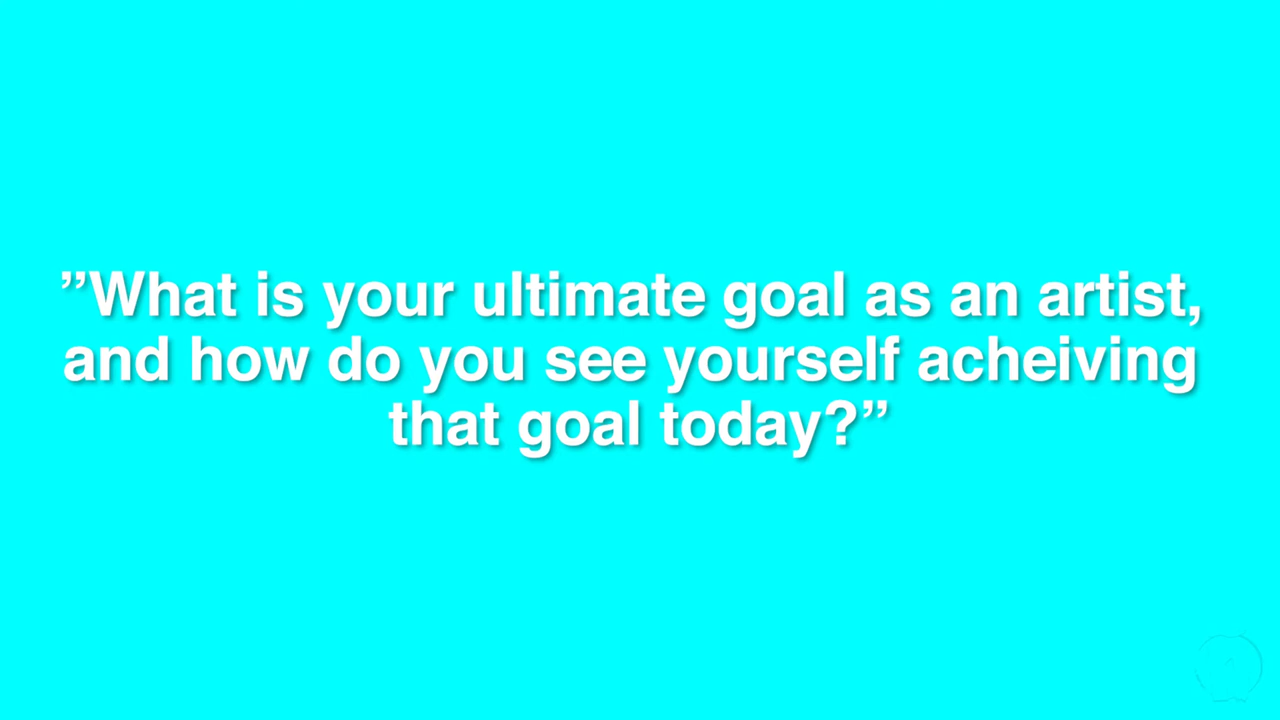 ”What is your ultimate goal as an artist,
and how do you see yourself acheiving
that goal today?”